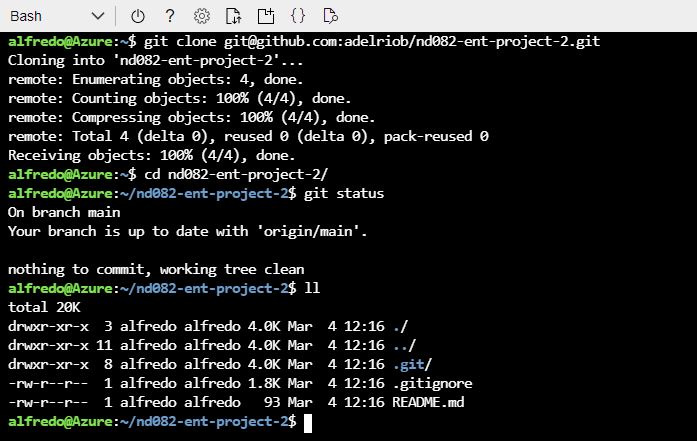 Bash
alfredo@Azure:~$ git clone git@github.com:adelriob/nd082-ent-project-2.git
Cloning into 'nd082-ent-project-2'...
remote: Enumerating objects: 4, done.
remote: Counting objects: 100% (4/4), done.
remote: Compressing objects: 100% (4/4), done.
remote: Total 4 (delta 0), reused 0 (delta 0), pack-reused 0
Receiving objects: 100% (4/4), done.
alfredo@Azure:~$ cd nd082-ent-project-2/
alfredo@Azure:~/nd082-ent-project-2$ git status
On branch main
Your branch is up to date with 'origin/main'.
nothing to commit, working tree clean
alfredo@Azure:~/nd082-ent-project-2$ ll
total 20K
drwxr-xr-x  3 alfredo alfredo 4.0K Mar  4 12:16 ./
drwxr-xr-x 11 alfredo alfredo 4.0K Mar  4 12:16 ../
drwxr-xr-x  8 alfredo alfredo 4.0K Mar  4 12:16 .git/
-rw-r--r--  1 alfredo alfredo 1.8K Mar  4 12:16 .gitignore
-rw-r--r--  1 alfredo alfredo   93 Mar  4 12:16 README.md
alfredo@Azure:~/nd082-ent-project-2$